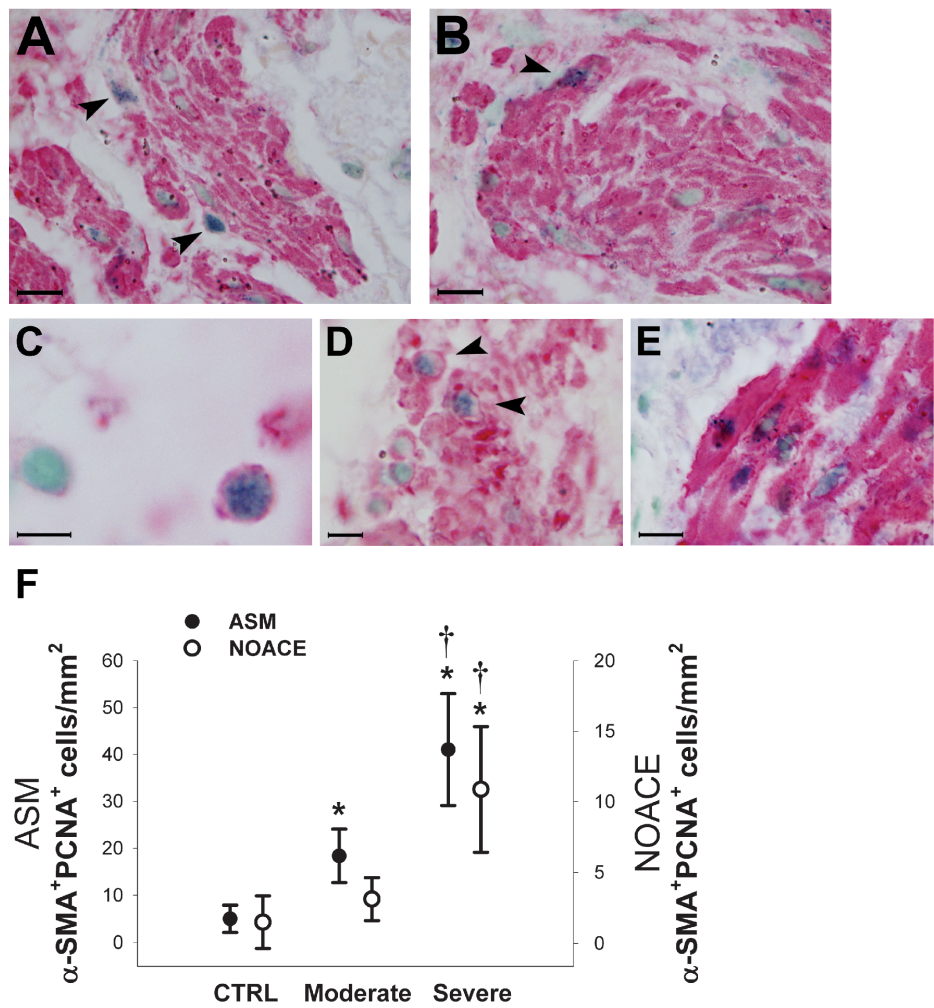 A
B
C
D
E
F
ASM
NOACE
ASM
α-SMA⁺PCNA⁺ cells/mm²
60
50
40
30
20
10
0
*
†
*
†
*
20
15
10
5
0
NOACE
α-SMA⁺PCNA⁺ cells/mm²
CTRL
Moderate
Severe